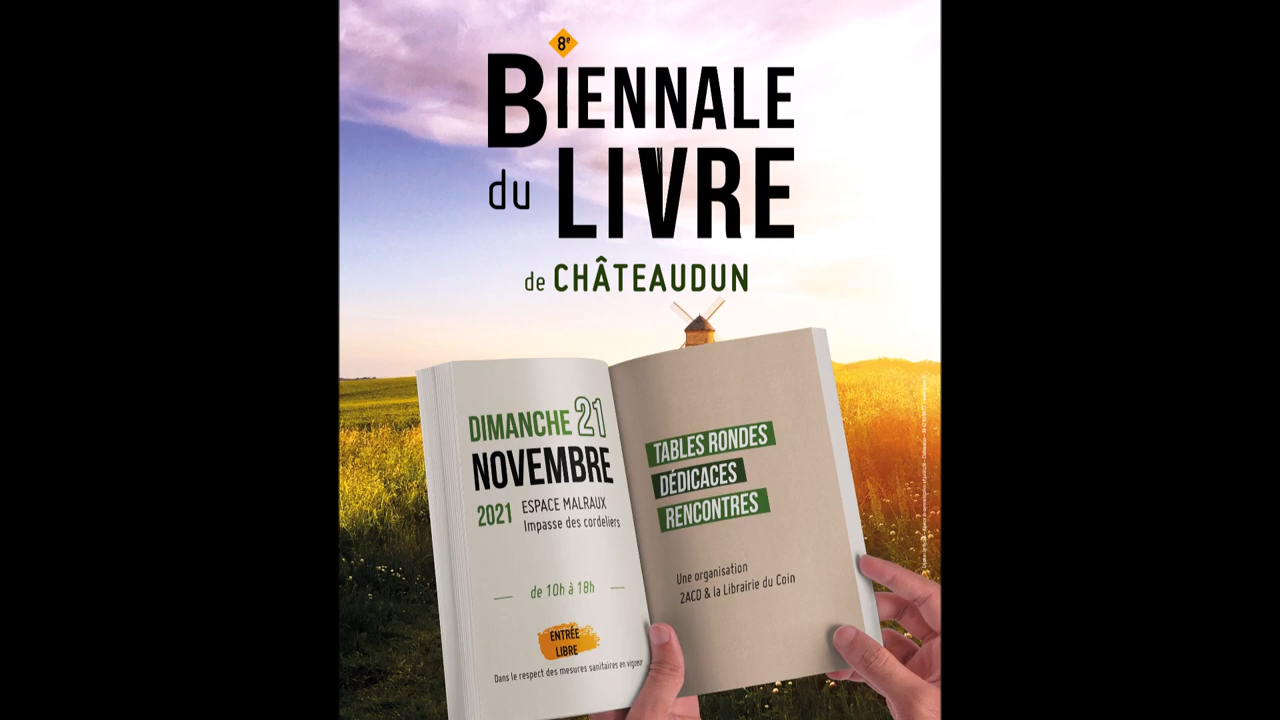 8e
BIENNALE
du LIVRE
de CHÂTEAUDUN
DIMANCHE 21
NOVEMBRE
2021 ESPACE MALRAUX
Impasse des cordeliers
de 10h à 18h
ENTRÉE
LIBRE
Dans le respect des mesures sanitaires en vigueur
TABLES RONDES
DÉDICACES
RENCONTRES
Une organisation
2ACD & la Librairie du Coin